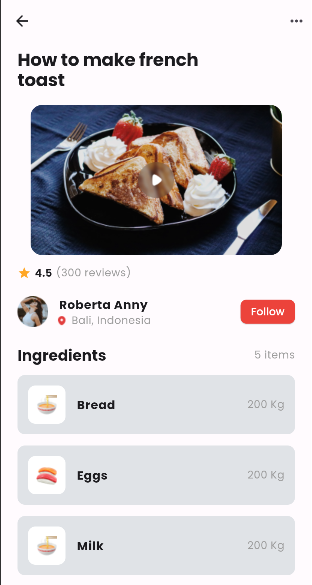 How to make french
toast
4.5 (300 reviews)
Roberta Anny
Bali, Indonesia
Follow
Ingredients
5 items
Bread
200 Kg
Eggs
200 Kg
Milk
200 Kg